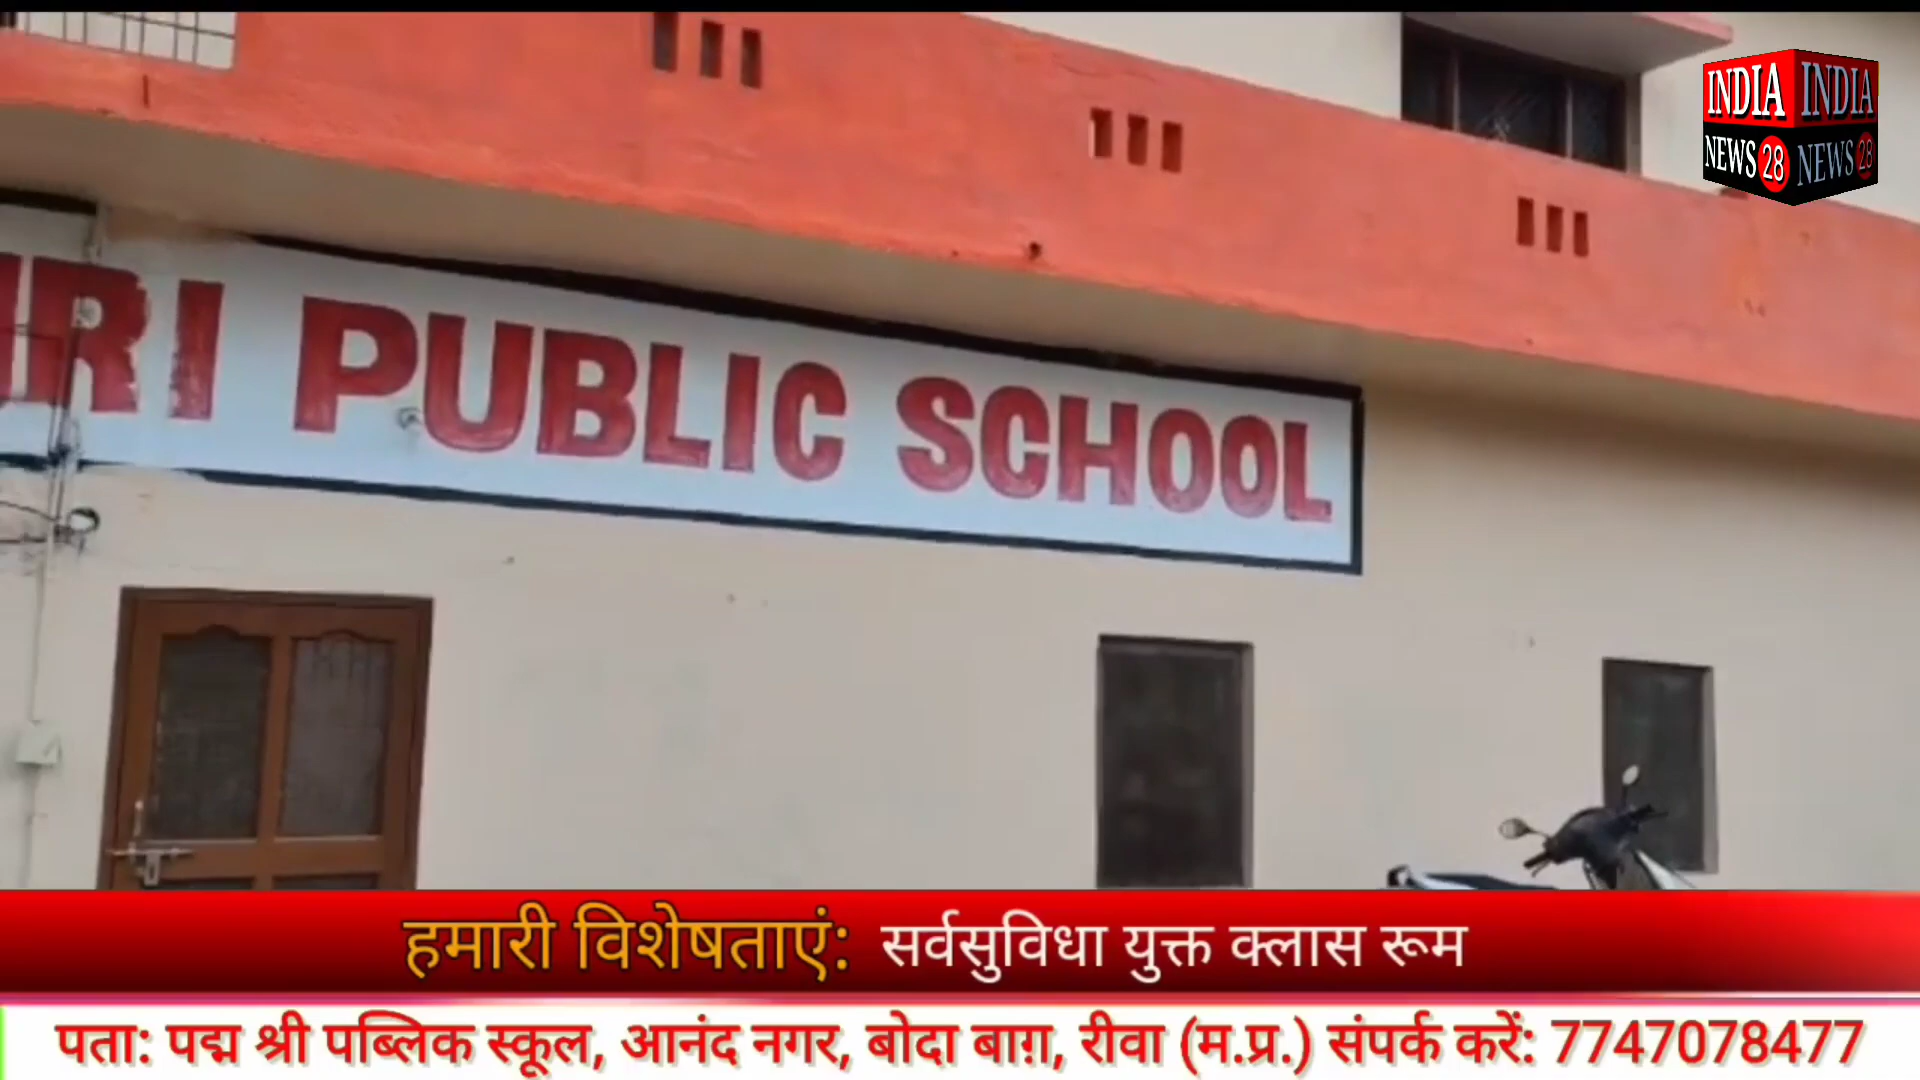 INDIA INDIA
NEWS 28 NEWS 28
PUBLIC SCHOOL
हमारी विशेषताएं: सर्वसुविधा युक्त क्लास रूम
पता: पद्म श्री पब्लिक स्कूल, आनंद नगर, बोदा बाग़, रीवा (म.प्र.) संपर्क करें: 7747078477